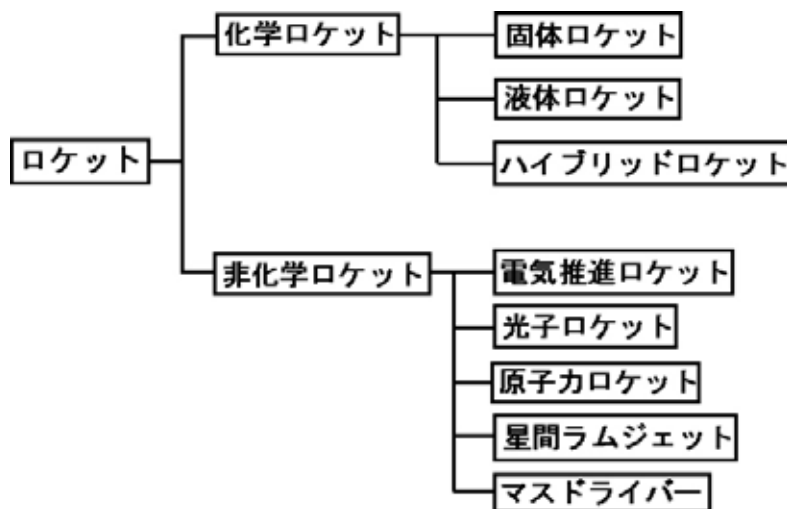 ロケット
化学ロケット
固体ロケット
液体ロケット
ハイブリッドロケット
非化学ロケット
電気推進ロケット
光子ロケット
原子力ロケット
星間ラムジェット
マスドライバー